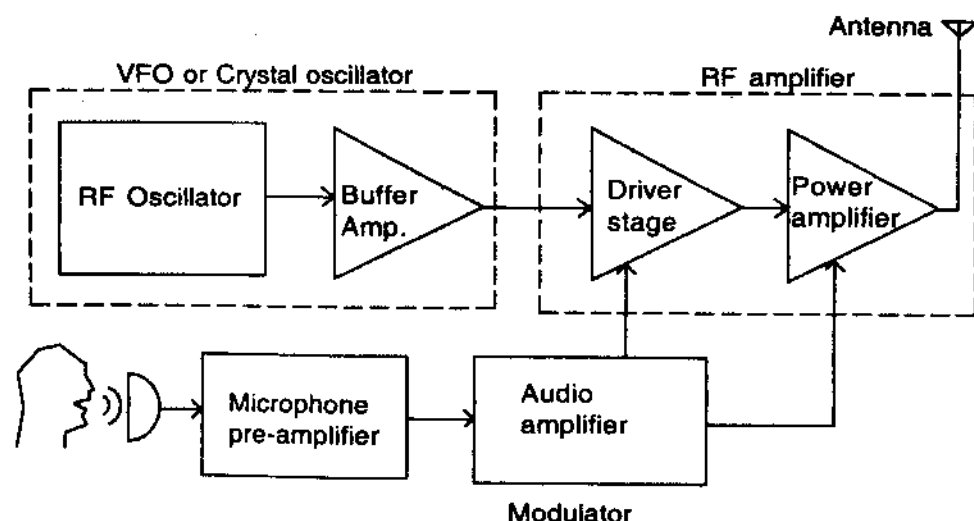 Antenna
VFO or Crystal oscillator
RF amplifier
RF Oscillator
Buffer
Amp.
Driver
stage
Power
amplifier
Microphone
pre-amplifier
Audio
amplifier
Modulator